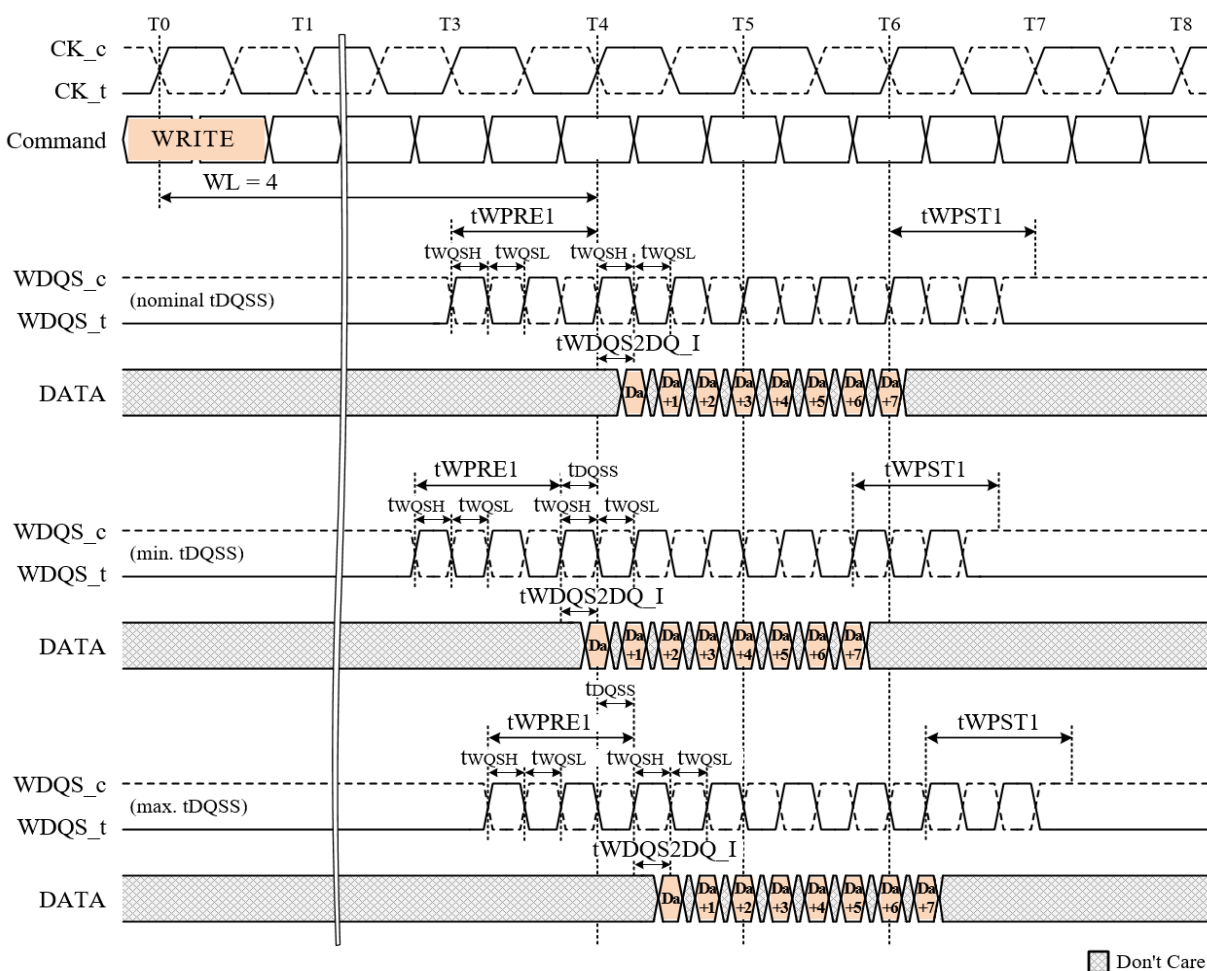 T0 T1 T3 T4 T5 T6 T7 T8
CK_c
CK_t
Command WRITE
WL = 4
tWPRE1 tWPST1
tWQSH tWQSL tWQSH tWQSL
WDQS_c
(nominal tDQSS)
WDQS_t
tWDQS2DQ_I
DATA Da Da+1 Da+2 Da+3 Da+4 Da+5 Da+6 Da+7
tWPRE1 tDQSS tWPST1
tWQSH tWQSL tWQSH tWQSL
WDQS_c
(min. tDQSS)
WDQS_t
tWDQS2DQ_I
DATA Da Da+1 Da+2 Da+3 Da+4 Da+5 Da+6 Da+7
tDQSS
tWPRE1 tWPST1
tWQSH tWQSL tWQSH tWQSL
WDQS_c
(max. tDQSS)
WDQS_t
tWDQS2DQ_I
DATA Da Da+1 Da+2 Da+3 Da+4 Da+5 Da+6 Da+7
Don't Care